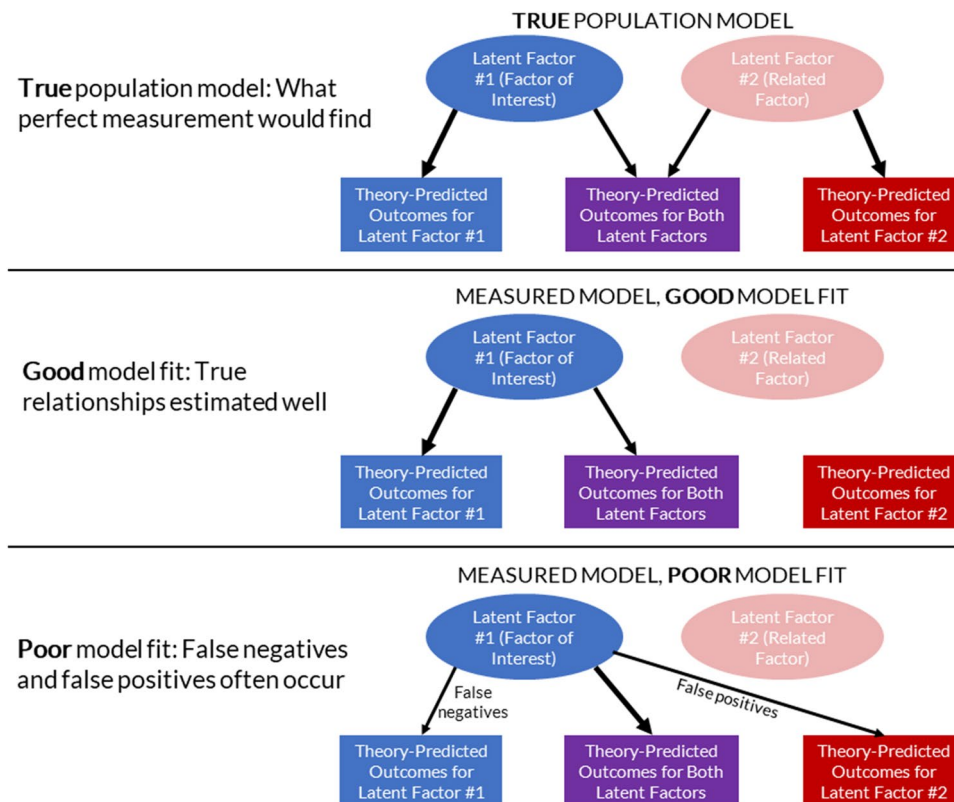 TRUE POPULATION MODEL
True population model: What
perfect measurement would find
Latent Factor
#1 (Factor of
Interest)
Latent Factor
#2 (Related
Factor)
Theory-Predicted
Outcomes for
Latent Factor #1
Theory-Predicted
Outcomes for Both
Latent Factors
Theory-Predicted
Outcomes for
Latent Factor #2
MEASURED MODEL, GOOD MODEL FIT
Good model fit: True
relationships estimated well
Latent Factor
#1 (Factor of
Interest)
Latent Factor
#2 (Related
Factor)
Theory-Predicted
Outcomes for
Latent Factor #1
Theory-Predicted
Outcomes for Both
Latent Factors
Theory-Predicted
Outcomes for
Latent Factor #2
MEASURED MODEL, POOR MODEL FIT
Poor model fit: False negatives
and false positives often occur
Latent Factor
#1 (Factor of
Interest)
Latent Factor
#2 (Related
Factor)
False
negatives
False positives
Theory-Predicted
Outcomes for
Latent Factor #1
Theory-Predicted
Outcomes for Both
Latent Factors
Theory-Predicted
Outcomes for
Latent Factor #2